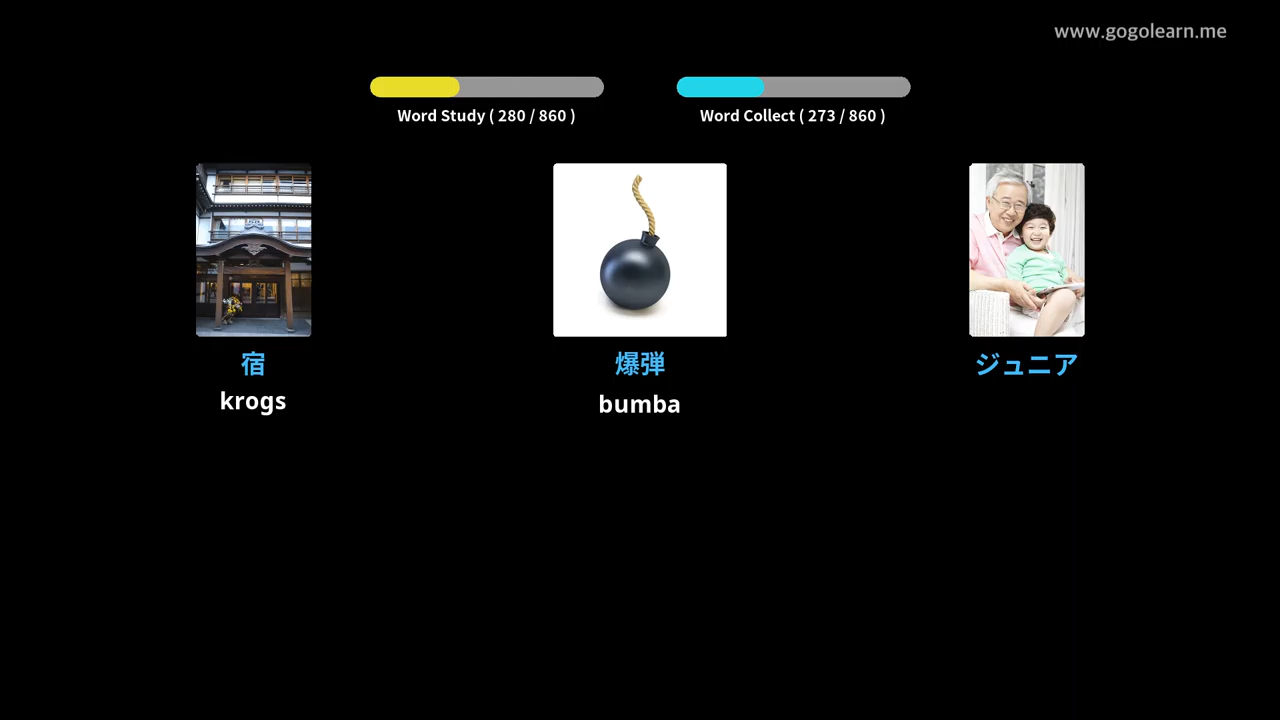 www.gogolearn.me
Word Study ( 280 / 860 )
Word Collect ( 273 / 860 )
宿
krogs
爆弾
bumba
ジュニア